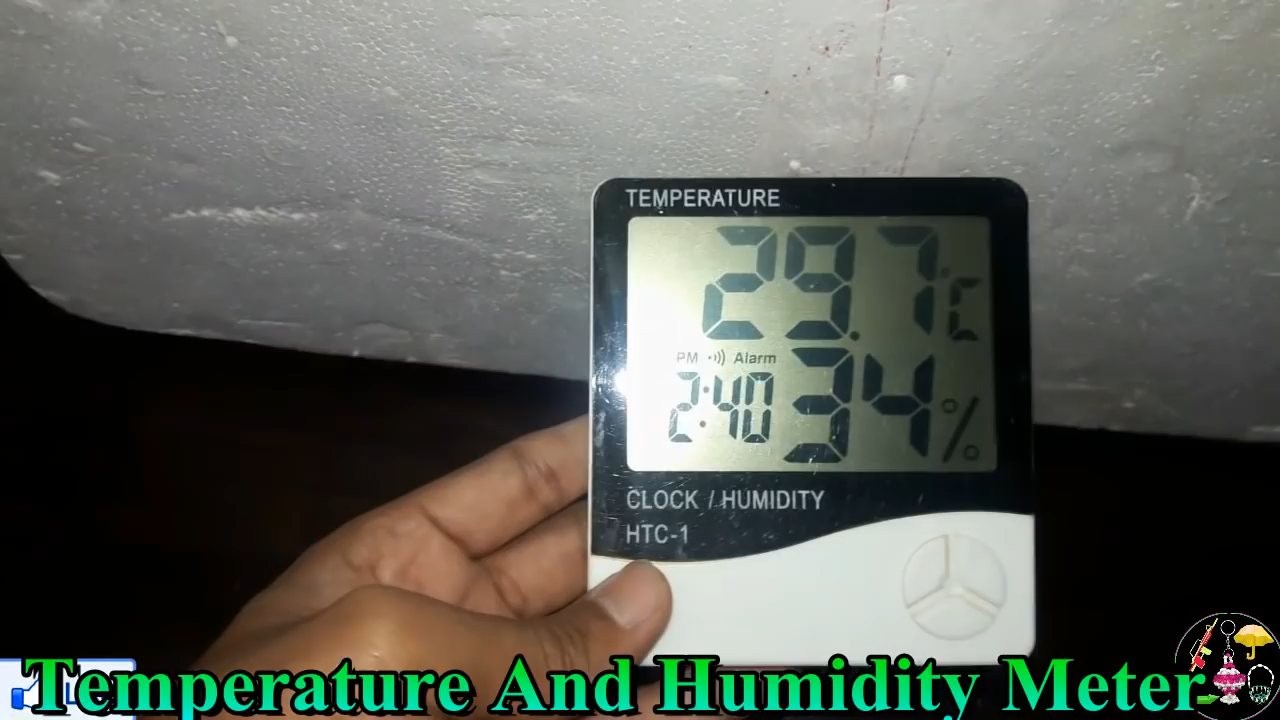 TEMPERATURE
29.7°C
PM Alarm
2:40 34%
CLOCK / HUMIDITY
HTC-1
Temperature And Humidity Meter